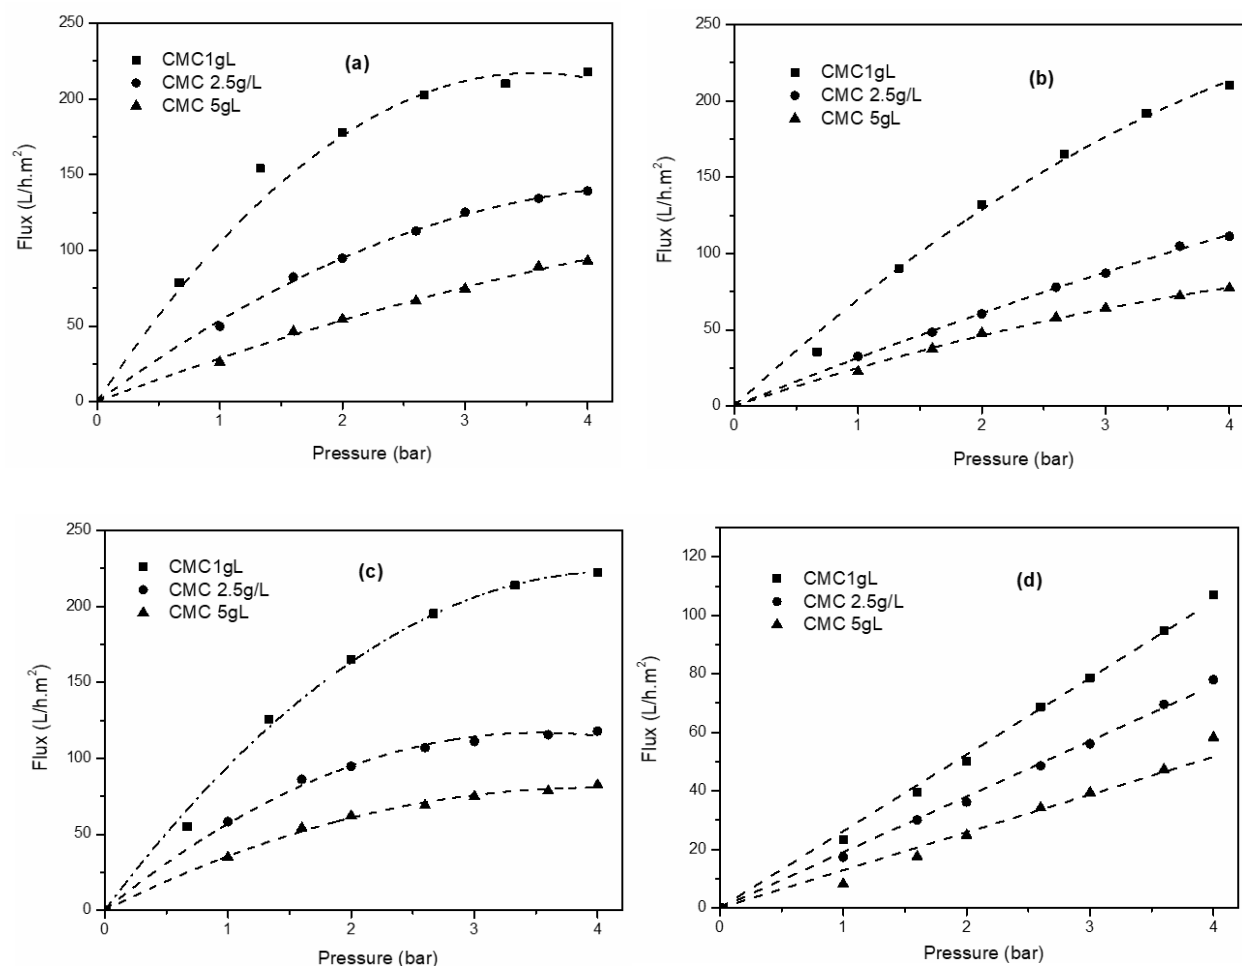 250
200
150
100
50
0
Flux (L/h.m²)
CMC1gL
CMC 2.5g/L
CMC 5gL
(a)
0 1 2 3 4
Pressure (bar)
250
200
150
100
50
0
Flux (L/h.m²)
CMC1gL
CMC 2.5g/L
CMC 5gL
(b)
0 1 2 3 4
Pressure (bar)
250
200
150
100
50
0
Flux (L/h.m²)
CMC1gL
CMC 2.5g/L
CMC 5gL
(c)
0 1 2 3 4
Pressure (bar)
120
100
80
60
40
20
0
Flux (L/h.m²)
CMC1gL
CMC 2.5g/L
CMC 5gL
(d)
0 1 2 3 4
Pressure (bar)